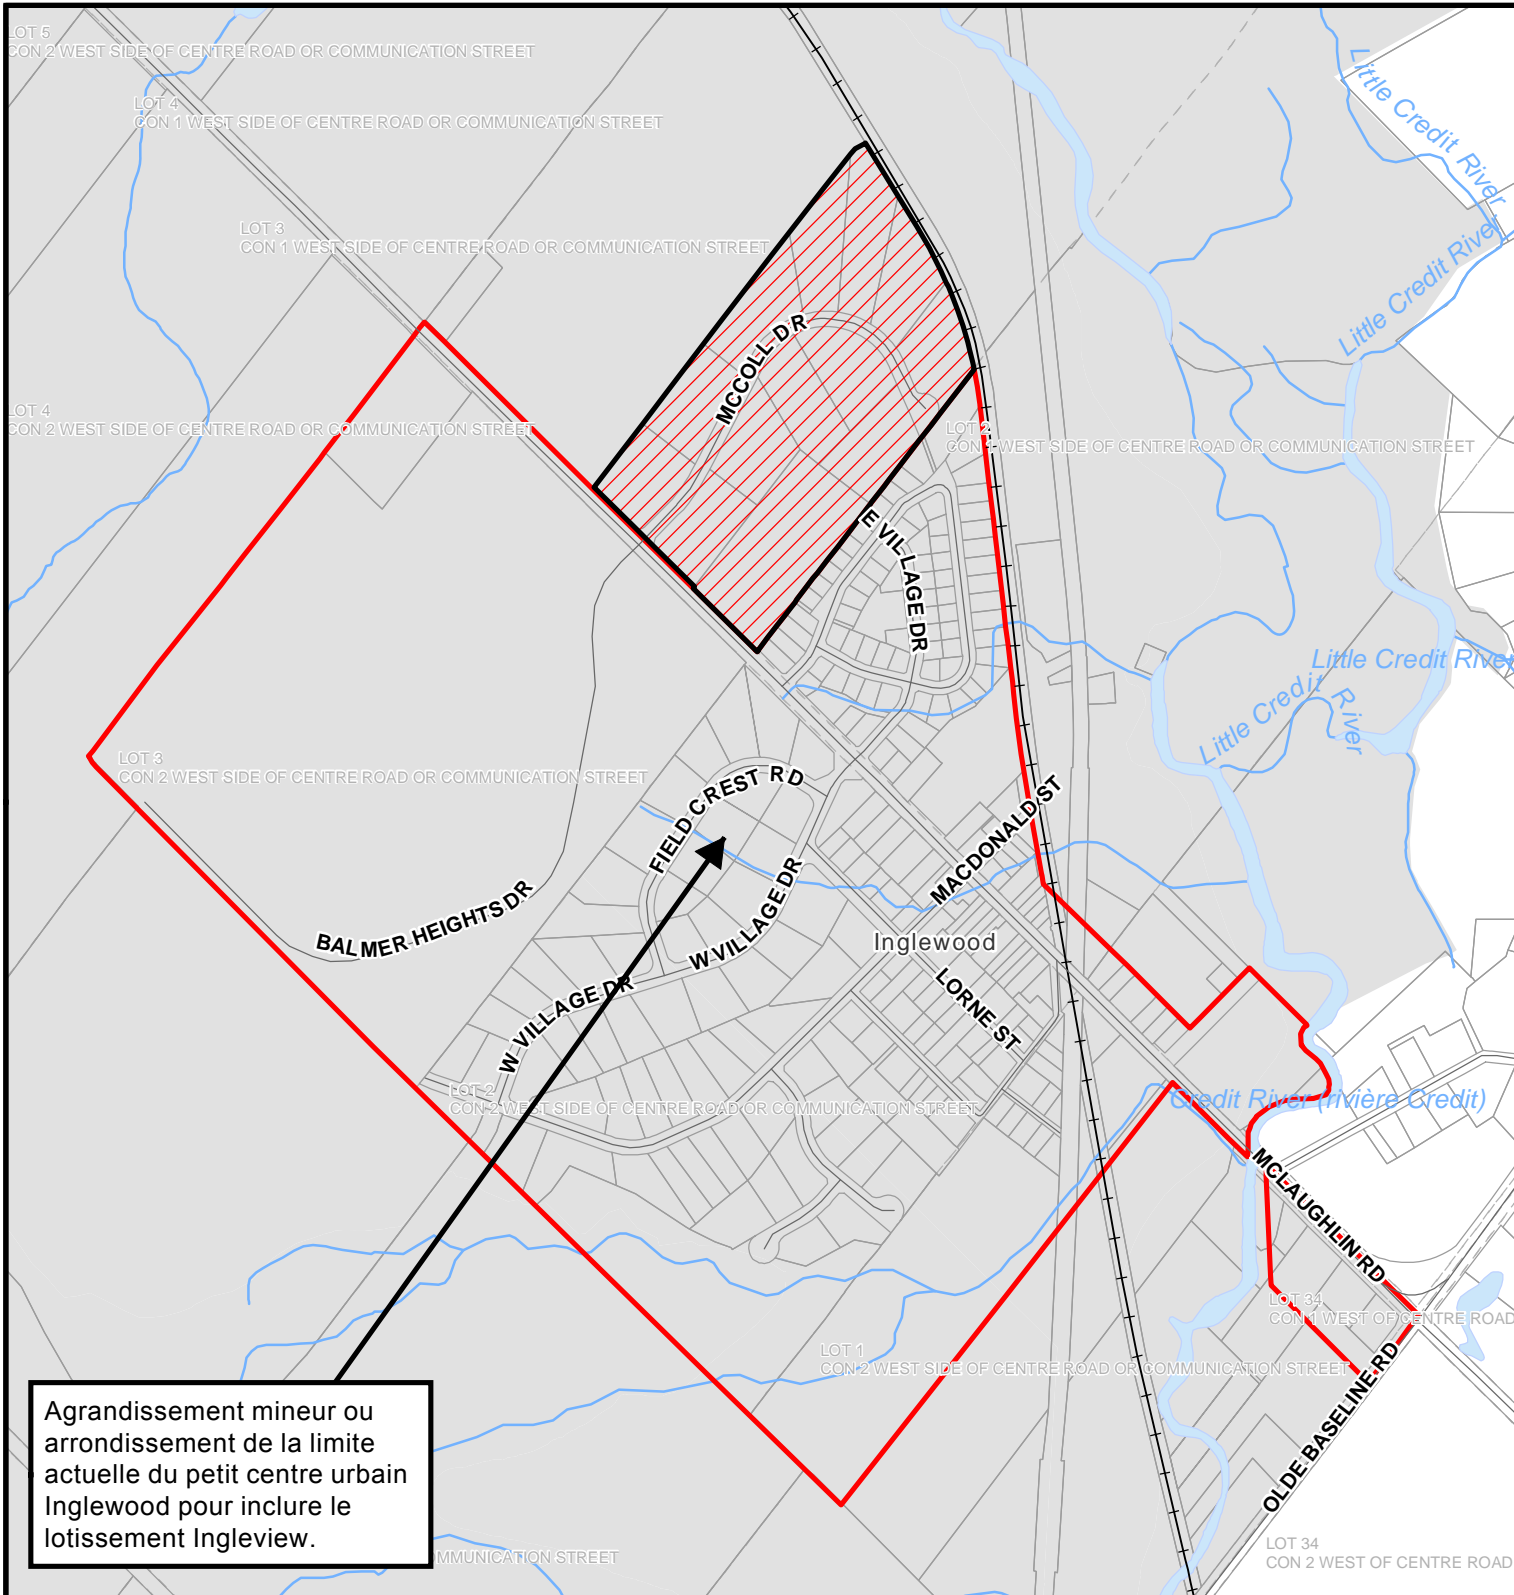 LOT 5
CON 2 WEST SIDE OF CENTRE ROAD OR COMMUNICATION STREET
LOT 4
CON 1 WEST SIDE OF CENTRE ROAD OR COMMUNICATION STREET
Little Credit River
LOT 3
CON 1 WEST SIDE OF CENTRE ROAD OR COMMUNICATION STREET
Little Credit River
MCCOLL DR
LOT 4
CON 2 WEST SIDE OF CENTRE ROAD OR COMMUNICATION STREET
LOT 2
CON 1 WEST SIDE OF CENTRE ROAD OR COMMUNICATION STREET
E VILLAGE DR
Little Credit River
Little Credit River
LOT 3
CON 2 WEST SIDE OF CENTRE ROAD OR COMMUNICATION STREET
FIELD CREST RD
MACDONALD ST
BALMER HEIGHTS DR
W VILLAGE DR
Inglewood
W VILLAGE DR
LORNE ST
LOT 2
CON 2 WEST SIDE OF CENTRE ROAD OR COMMUNICATION STREET
Credit River (rivière Credit)
MCLAUGHLIN RD
LOT 34
CON 1 WEST OF CENTRE ROAD
LOT 1
CON 2 WEST SIDE OF CENTRE ROAD OR COMMUNICATION STREET
OLDE BASELINE RD
Agrandissement mineur ou
arrondissement de la limite
actuelle du petit centre urbain
Inglewood pour inclure le
lotissement Ingleview.
MMUNICATION STREET
LOT 34
CON 2 WEST OF CENTRE ROAD